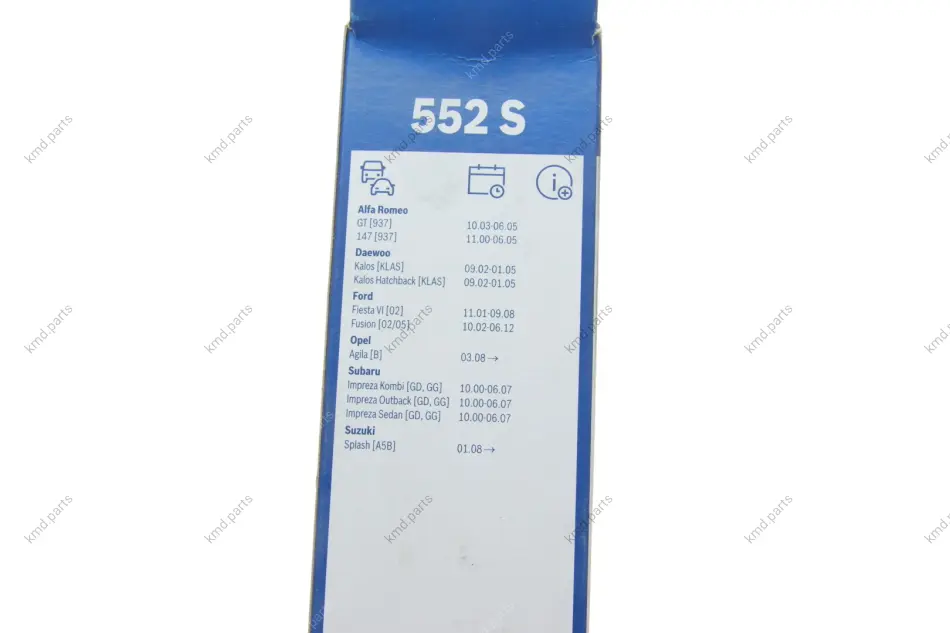 552 S
Alfa Romeo
GT [937] 10.03-06.05
147 [937] 11.00-06.05
Daewoo
Kalos [KLAS] 09.02-01.05
Kalos Hatchback [KLAS] 09.02-01.05
Ford
Fiesta VI [02] 11.01-09.08
Fusion [02/05] 10.02-06.12
Opel
Agila [B] 03.08 →
Subaru
Impreza Kombi [GD, GG] 10.00-06.07
Impreza Outback [GD, GG] 10.00-06.07
Impreza Sedan [GD, GG] 10.00-06.07
Suzuki
Splash [A5B] 01.08 →
kmd.parts